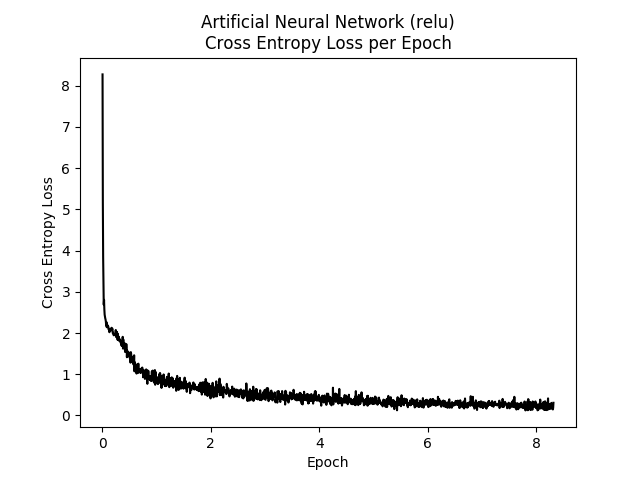 Artificial Neural Network (relu)
Cross Entropy Loss per Epoch
Cross Entropy Loss
8
7
6
5
4
3
2
1
0
0 2 4 6 8
Epoch